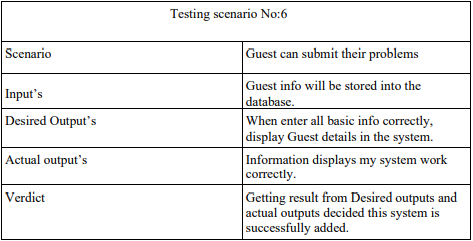 Testing scenario No:6
Scenario
Guest can submit their problems
Input’s
Guest info will be stored into the
database.
Desired Output’s
When enter all basic info correctly,
display Guest details in the system.
Actual output’s
Information displays my system work
correctly.
Verdict
Getting result from Desired outputs and
actual outputs decided this system is
successfully added.